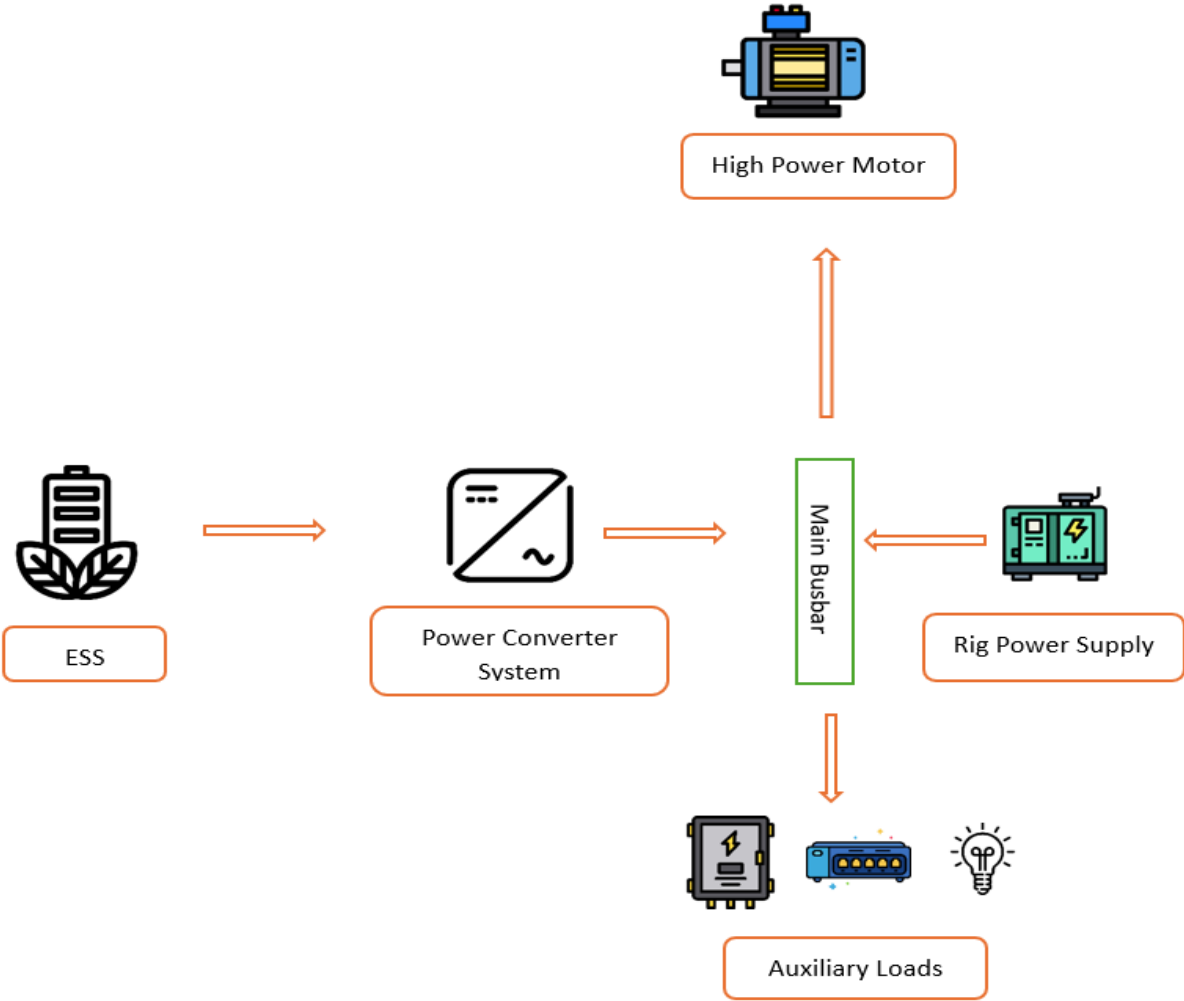 High Power Motor
Main Busbar
ESS
Power Converter
System
Rig Power Supply
Auxiliary Loads